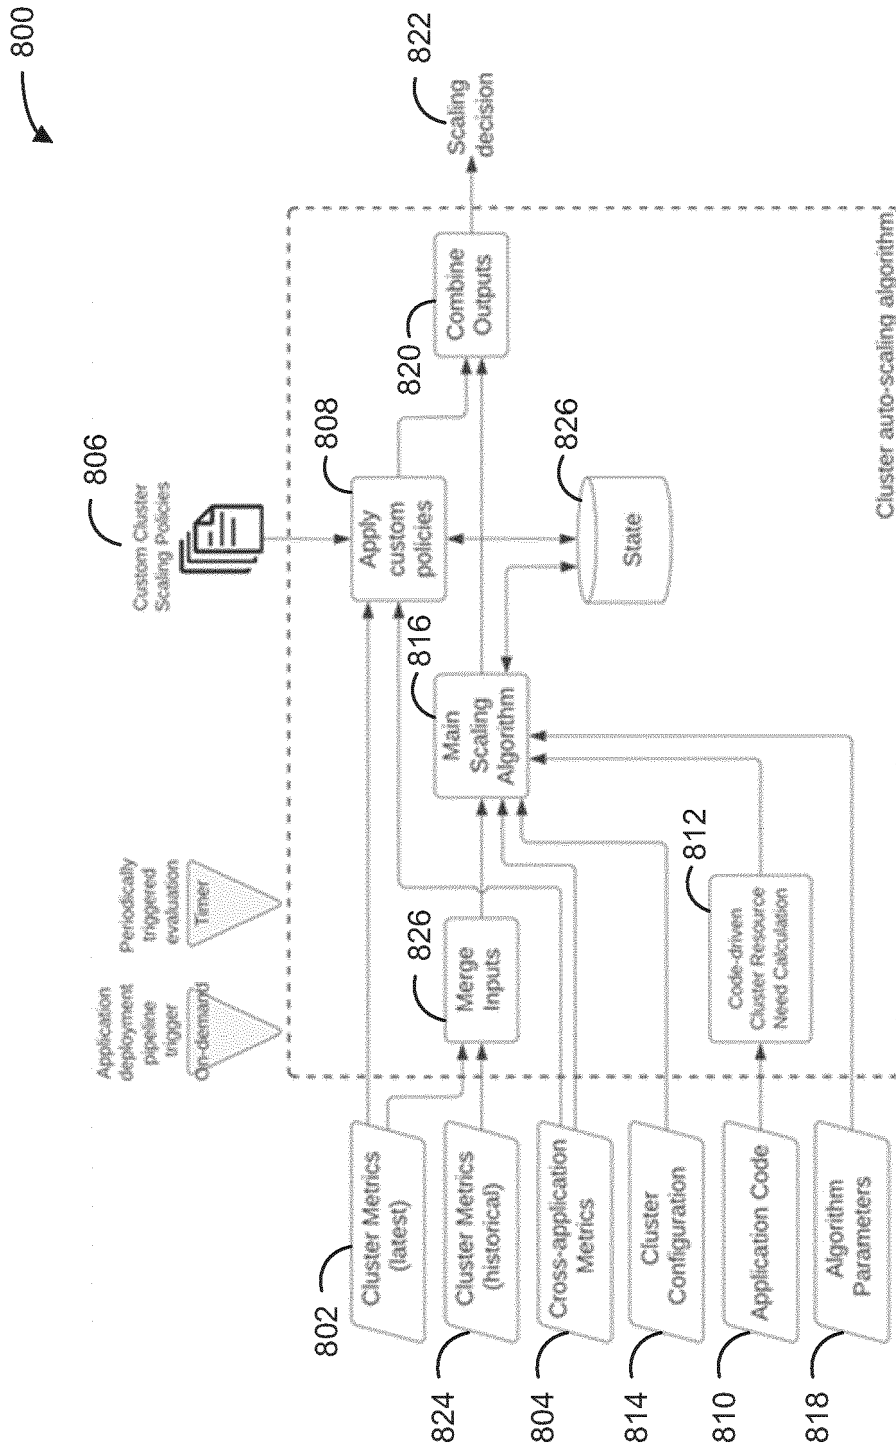 800
806
Custom Cluster
Scaling Policies
Application
deployment
pipeline
trigger
On-demand
Periodically
triggered
evaluation
Timer
802
Cluster Metrics
(latest)
824
Cluster Metrics
(historical)
804
Cross-application
Metrics
814
Cluster
Configuration
810
Application Code
818
Algorithm
Parameters
826
Merge
Inputs
812
Code-driven
Cluster Resource
Need Calculation
816
Main
Scaling
Algorithm
808
Apply
custom
policies
826
State
820
Combine
Outputs
822
Scaling
decision
Cluster auto-scaling algorithm